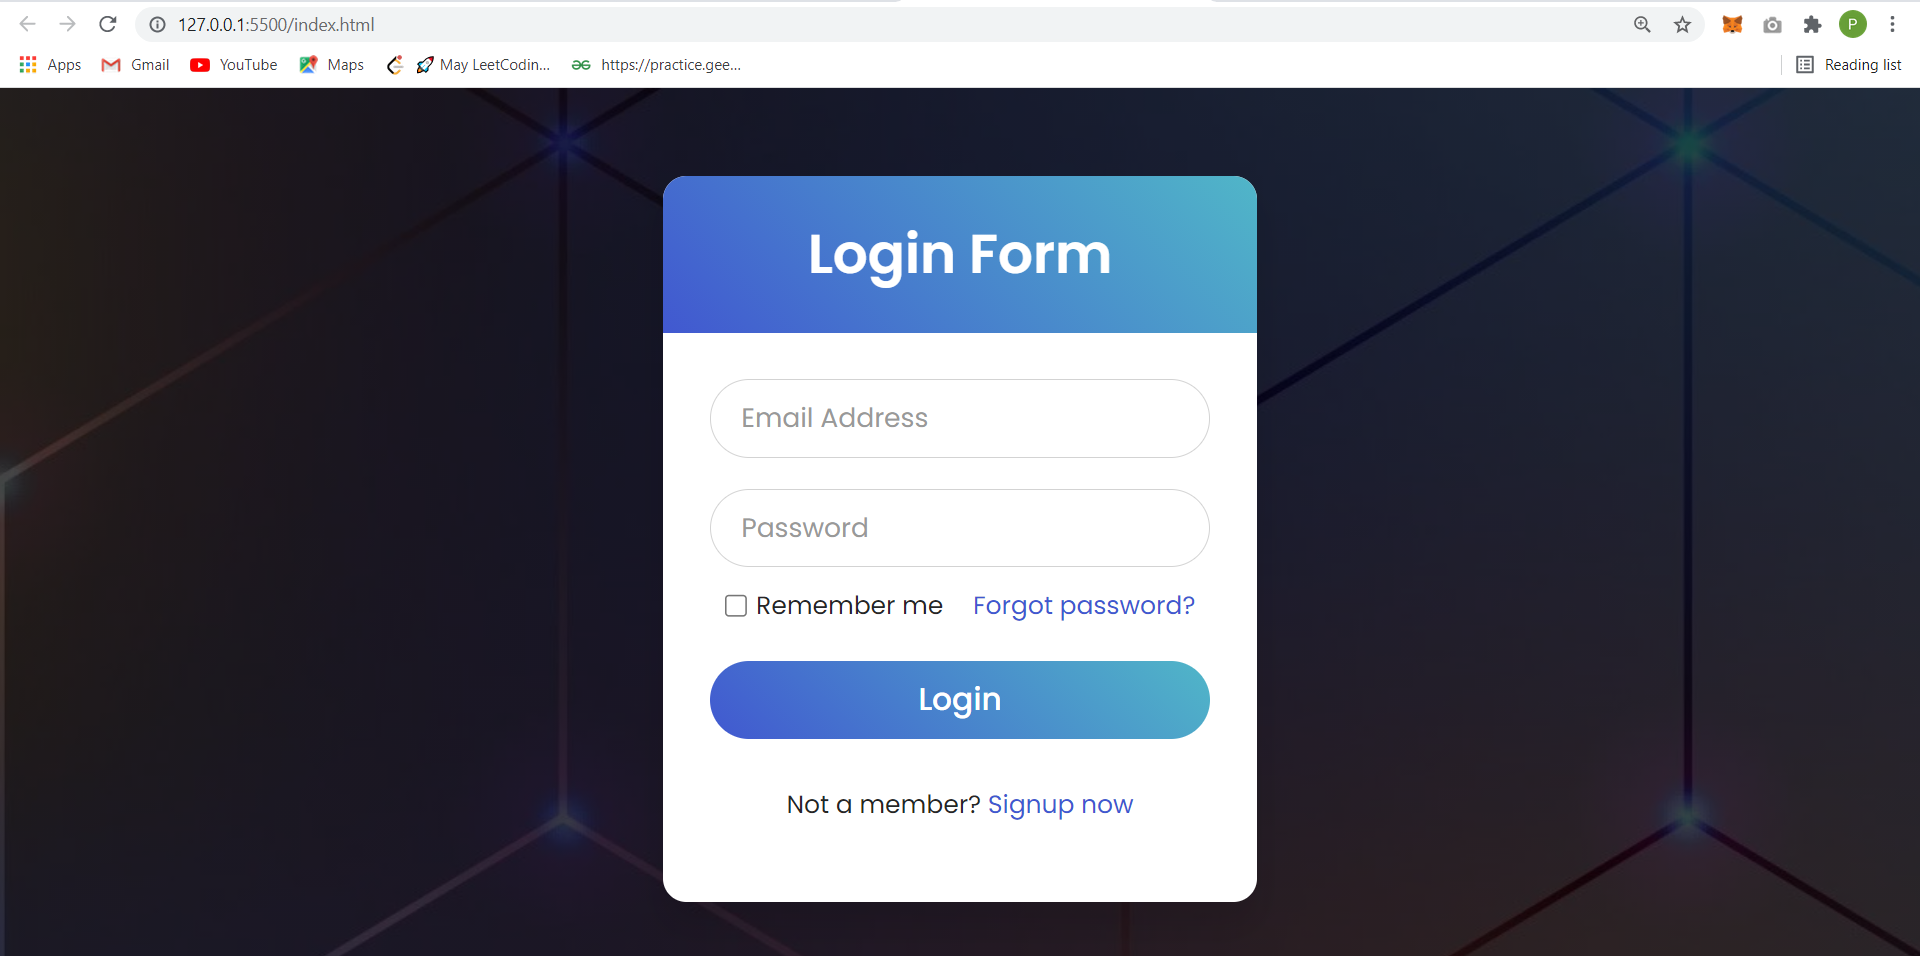 127.0.0.1:5500/index.html
P
Apps Gmail YouTube Maps May LeetCodin... https://practice.gee... Reading list
Login Form
Email Address
Password
Remember me Forgot password?
Login
Not a member? Signup now